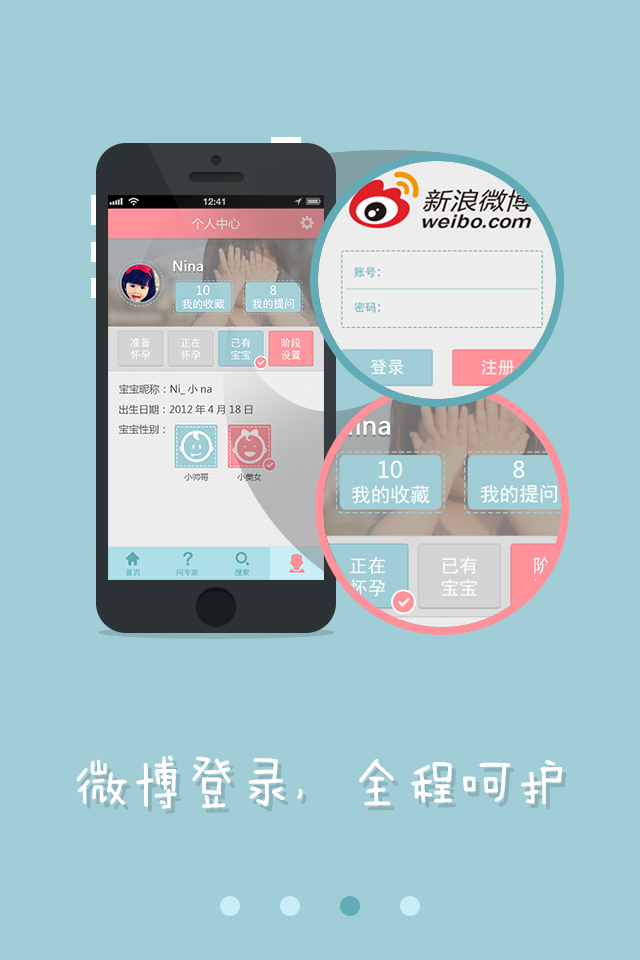 12:41
个人中心
Nina
10
我的收藏
8
我的提问
准备
怀孕
正在
怀孕
已有
宝宝
阶段
设置
宝宝昵称：Ni_ 小 na
出生日期：2012 年 4 月 18 日
宝宝性别：
小帅哥
小美女
首页
问专家
搜索
新浪微博
weibo.com
账号：
密码：
登录
注册
Nina
10
我的收藏
8
我的提问
正在
怀孕
已有
宝宝
阶
微博登录，全程呵护